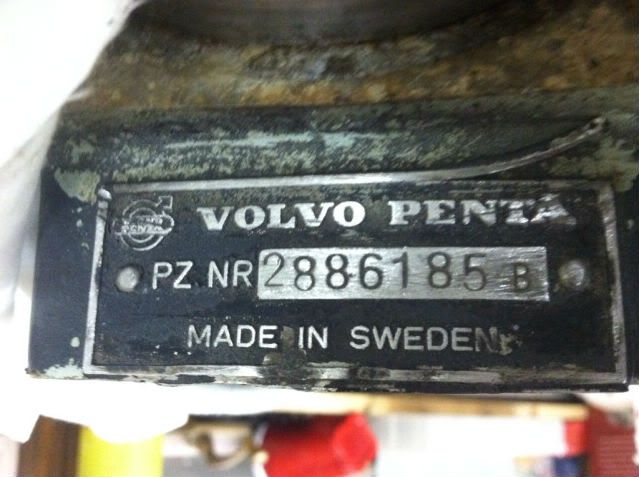 VOLVO PENTA
PZ. NR 2886185 B
MADE IN SWEDEN